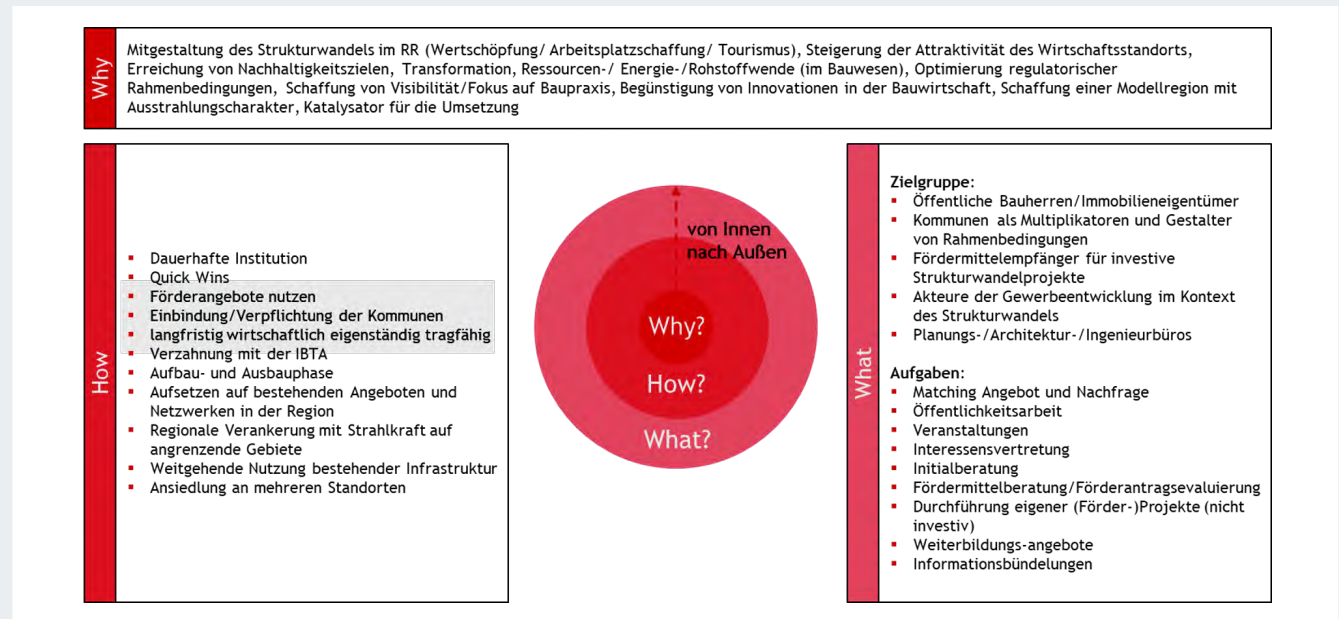 Why
Mitgestaltung des Strukturwandels im RR (Wertschöpfung/ Arbeitsplatzschaffung/ Tourismus), Steigerung der Attraktivität des Wirtschaftsstandorts,
Erreichung von Nachhaltigkeitszielen, Transformation, Ressourcen-/ Energie-/Rohstoffwende (im Bauwesen), Optimierung regulatorischer
Rahmenbedingungen, Schaffung von Visibilität/Fokus auf Baupraxis, Begünstigung von Innovationen in der Bauwirtschaft, Schaffung einer Modellregion mit
Ausstrahlungscharakter, Katalysator für die Umsetzung
How
▪ Dauerhafte Institution
▪ Quick Wins
▪ Förderangebote nutzen
▪ Einbindung/Verpflichtung der Kommunen
▪ langfristig wirtschaftlich eigenständig tragfähig
▪ Verzahnung mit der IBTA
▪ Aufbau- und Ausbauphase
▪ Aufsetzen auf bestehenden Angeboten und
Netzwerken in der Region
▪ Regionale Verankerung mit Strahlkraft auf
angrenzende Gebiete
▪ Weitgehende Nutzung bestehender Infrastruktur
▪ Ansiedlung an mehreren Standorten
von Innen
nach Außen
Why?
How?
What?
What
Zielgruppe:
▪ Öffentliche Bauherren/Immobilieneigentümer
▪ Kommunen als Multiplikatoren und Gestalter
von Rahmenbedingungen
▪ Fördermittelempfänger für investive
Strukturwandelprojekte
▪ Akteure der Gewerbeentwicklung im Kontext
des Strukturwandels
▪ Planungs-/Architektur-/Ingenieurbüros
Aufgaben:
▪ Matching Angebot und Nachfrage
▪ Öffentlichkeitsarbeit
▪ Veranstaltungen
▪ Interessensvertretung
▪ Initialberatung
▪ Fördermittelberatung/Förderantragsevaluierung
▪ Durchführung eigener (Förder-)Projekte (nicht
investiv)
▪ Weiterbildungs-angebote
▪ Informationsbündelungen